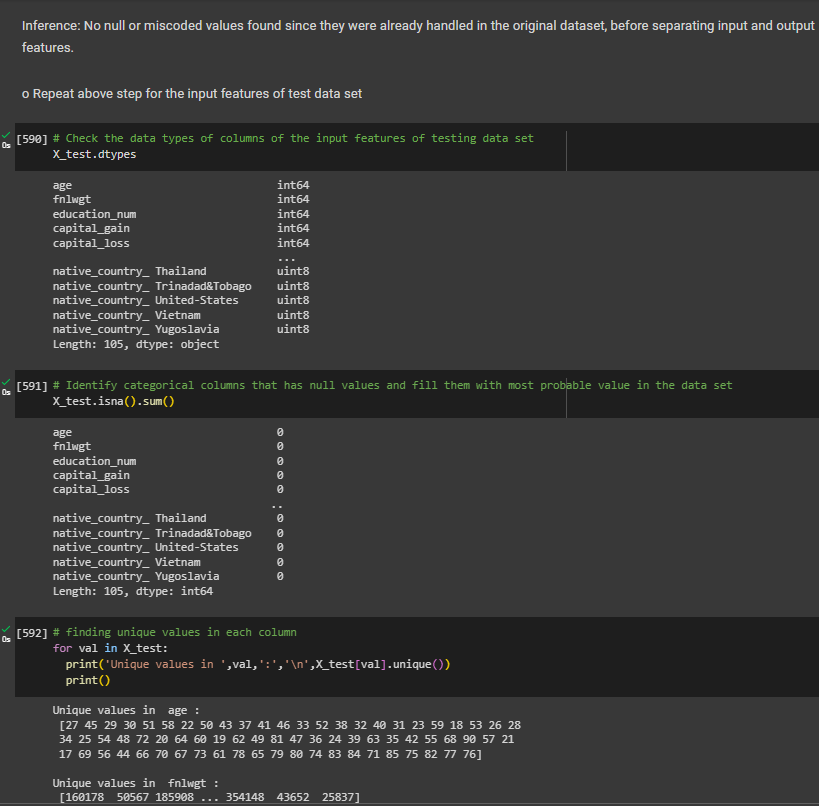 Inference: No null or miscoded values found since they were already handled in the original dataset, before separating input and output
features.
o Repeat above step for the input features of test data set
[590] # Check the data types of columns of the input features of testing data set
0s
X_test.dtypes
age int64
fnlwgt int64
education_num int64
capital_gain int64
capital_loss int64
...
native_country_ Thailand uint8
native_country_ Trinadad&Tobago uint8
native_country_ United-States uint8
native_country_ Vietnam uint8
native_country_ Yugoslavia uint8
Length: 105, dtype: object
[591] # Identify categorical columns that has null values and fill them with most probable value in the data set
0s
X_test.isna().sum()
age 0
fnlwgt 0
education_num 0
capital_gain 0
capital_loss 0
..
native_country_ Thailand 0
native_country_ Trinadad&Tobago 0
native_country_ United-States 0
native_country_ Vietnam 0
native_country_ Yugoslavia 0
Length: 105, dtype: int64
[592] # finding unique values in each column
0s
for val in X_test:
print('Unique values in ',val,':','\n',X_test[val].unique())
print()
Unique values in  age :
[27 45 29 30 51 58 22 50 43 37 41 46 33 52 38 32 40 31 23 59 18 53 26 28
34 25 54 48 72 20 64 60 19 62 49 81 47 36 24 39 63 35 42 55 68 90 57 21
17 69 56 44 66 70 67 73 61 78 65 79 80 74 83 84 71 85 75 82 77 76]
Unique values in  fnlwgt :
[160178  50567 185908 ... 354148  43652  25837]